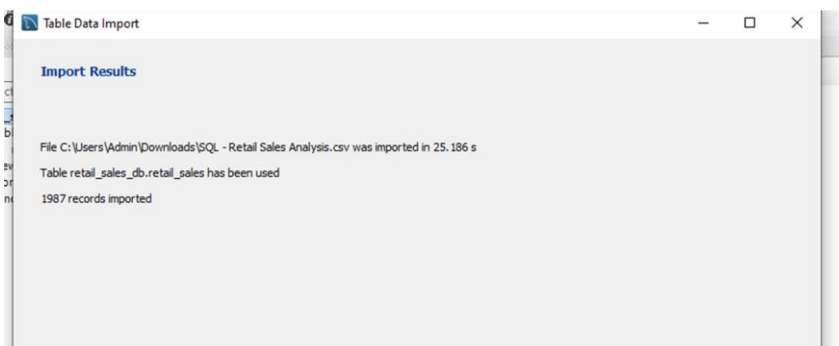 Table Data Import
Import Results
File C:\Users\Admin\Downloads\SQL - Retail Sales Analysis.csv was imported in 25.186 s
Table retail_sales_db.retail_sales has been used
1987 records imported